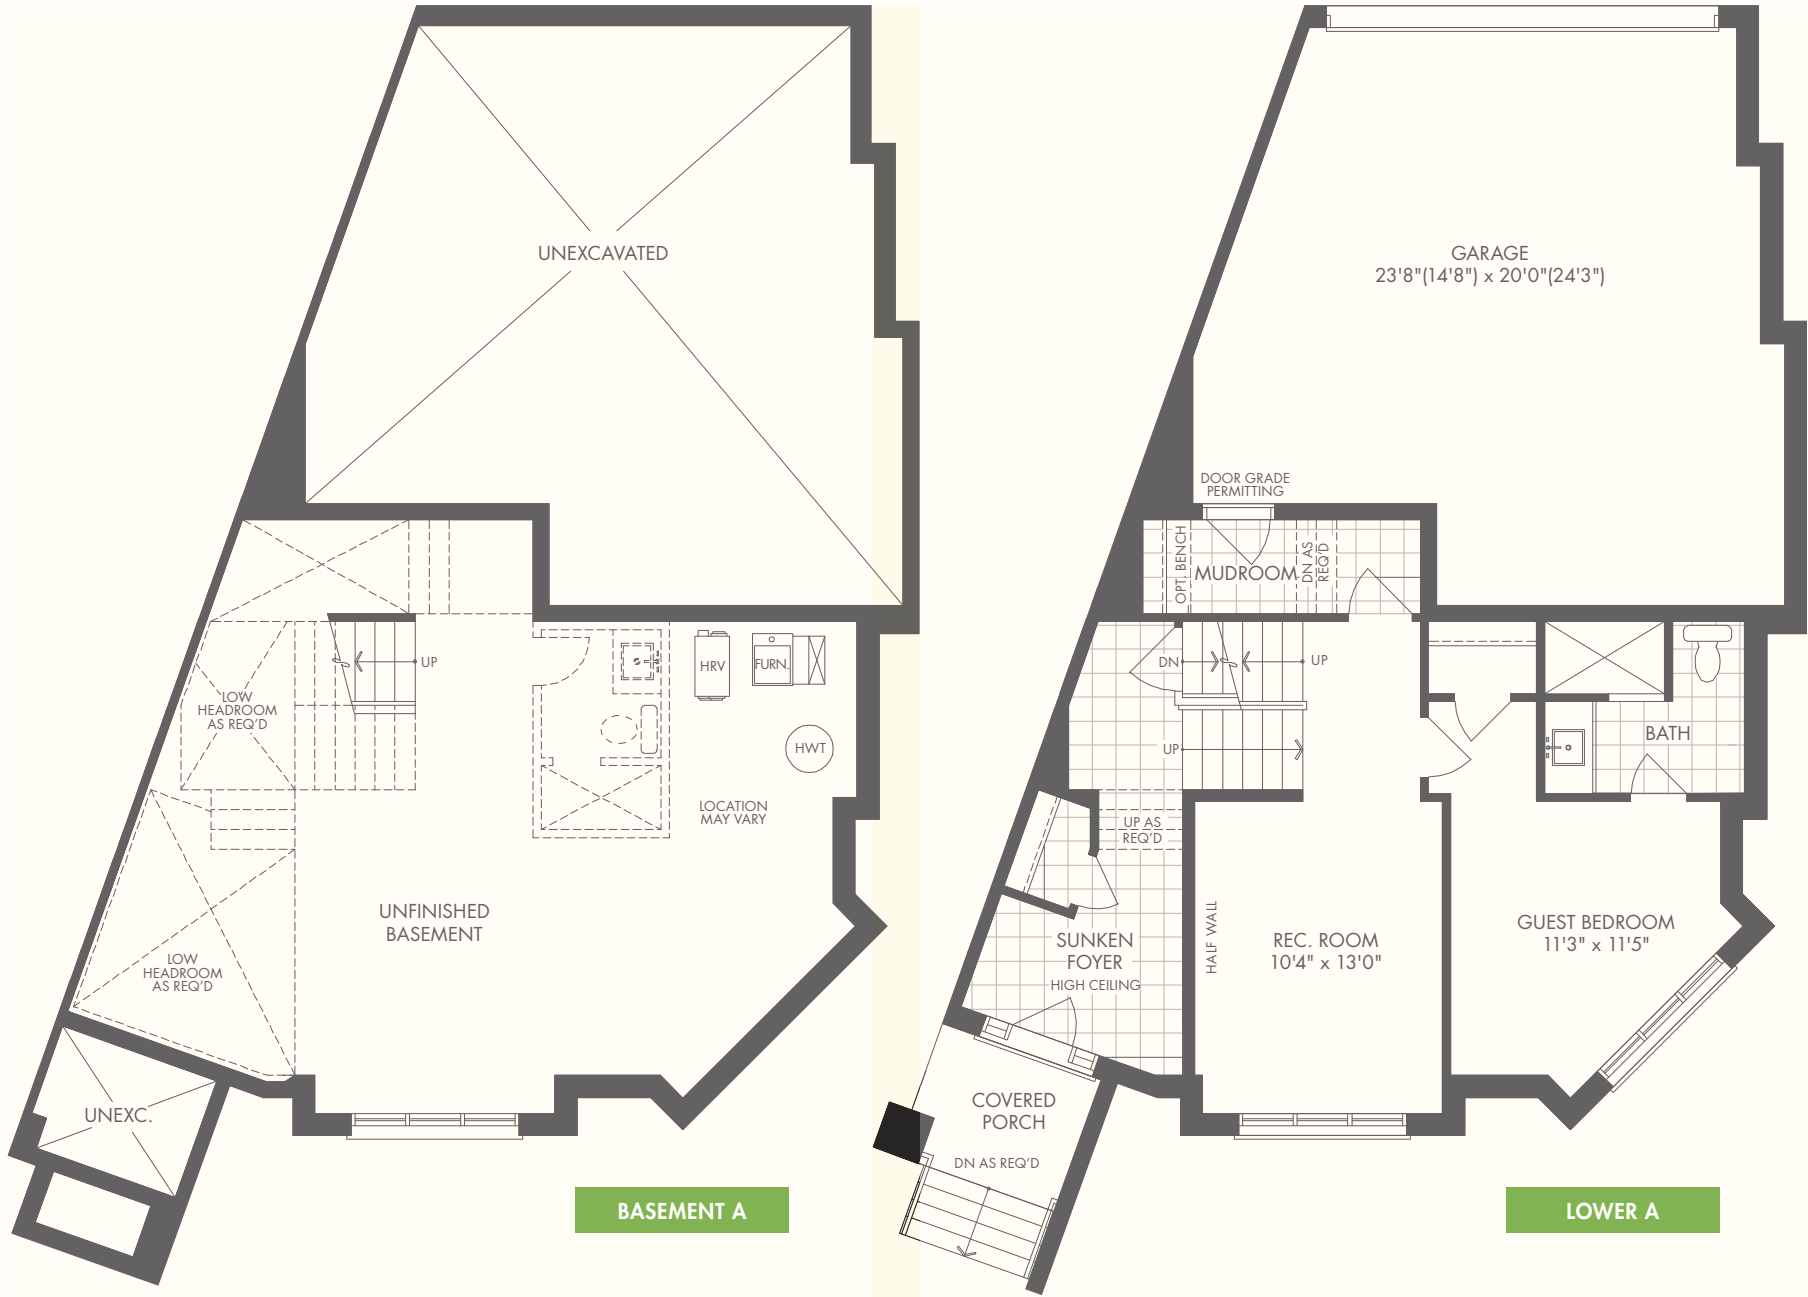 UNEXCAVATED
UP
LOW
HEADROOM
AS REQ'D
HRV
FURN.
HWT
LOCATION
MAY VARY
UNFINISHED
BASEMENT
LOW
HEADROOM
AS REQ'D
UNEXC.
BASEMENT A
GARAGE
23'8"(14'8") x 20'0"(24'3")
DOOR GRADE
PERMITTING
OPT. BENCH
MUDROOM
DN AS
REQ'D
DN
UP
UP
BATH
UP AS
REQ'D
SUNKEN
FOYER
HIGH CEILING
HALF WALL
REC. ROOM
10'4" x 13'0"
GUEST BEDROOM
11'3" x 11'5"
COVERED
PORCH
DN AS REQ'D
LOWER A